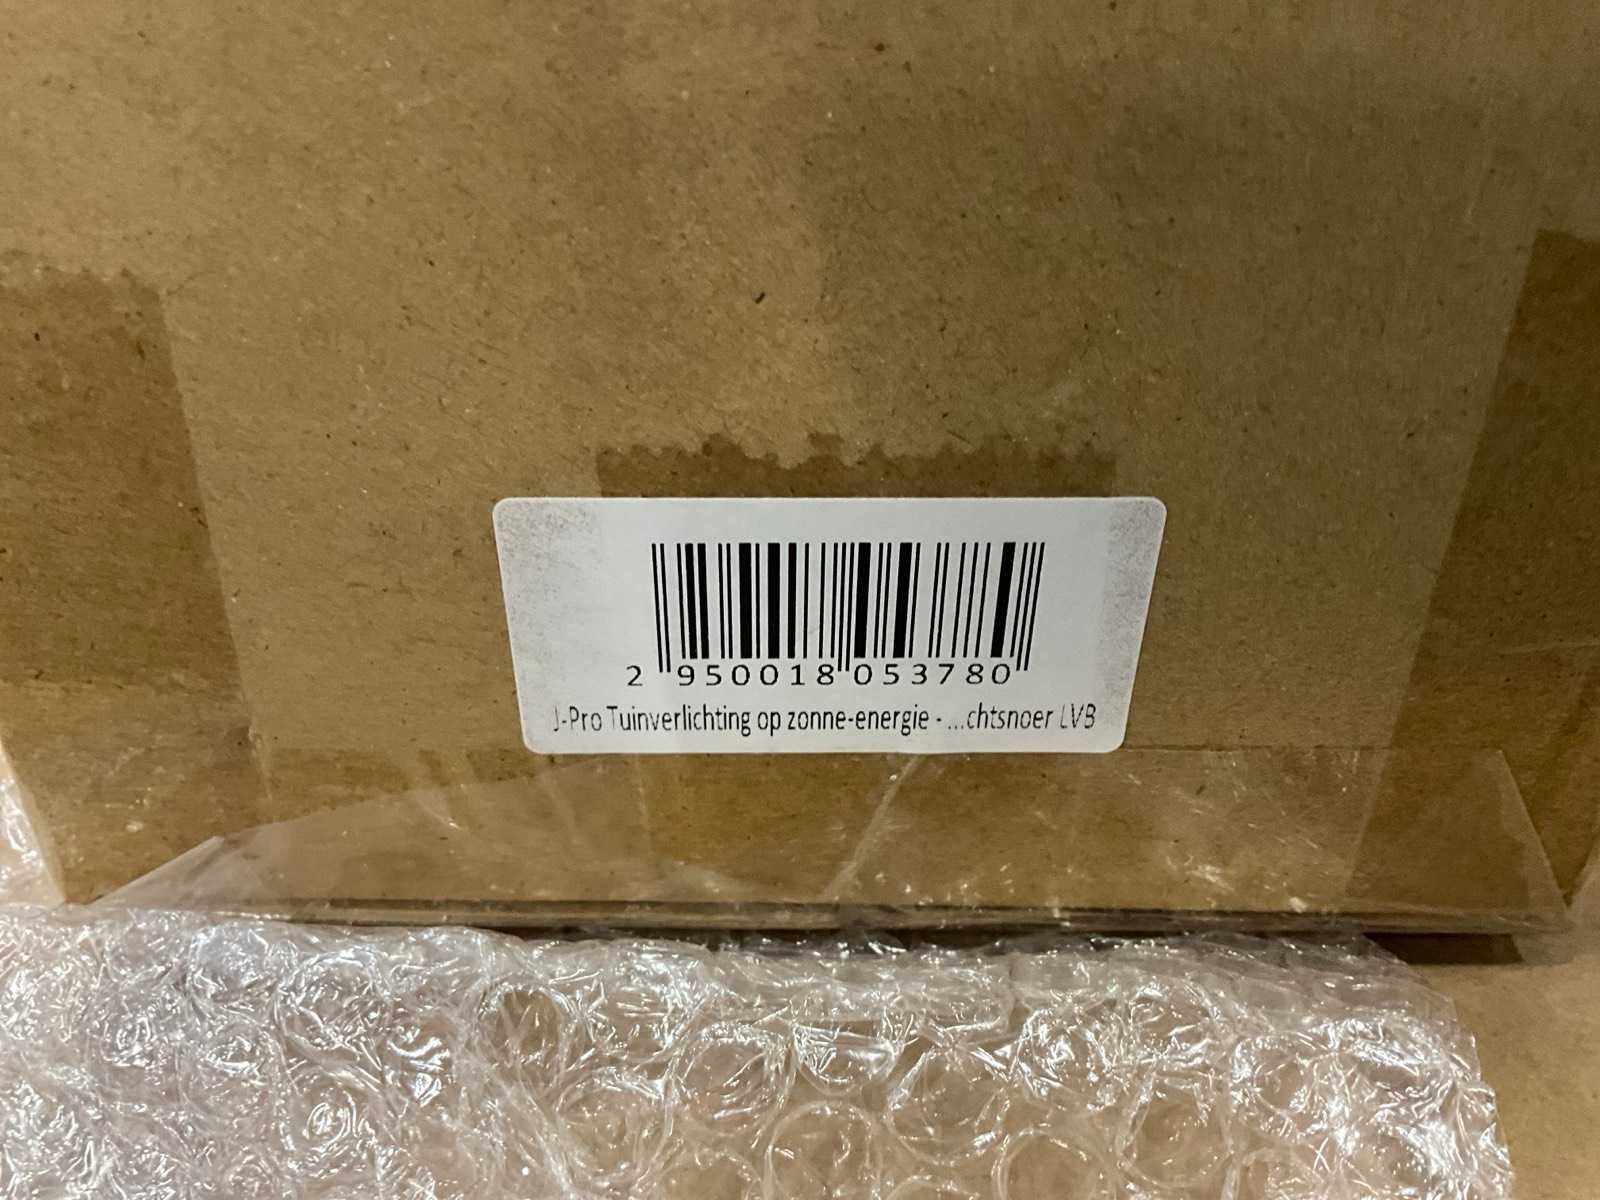 2 950018 053780
J-Pro Tuinverlichting op zonne-energie - ...chtsnoer LVB